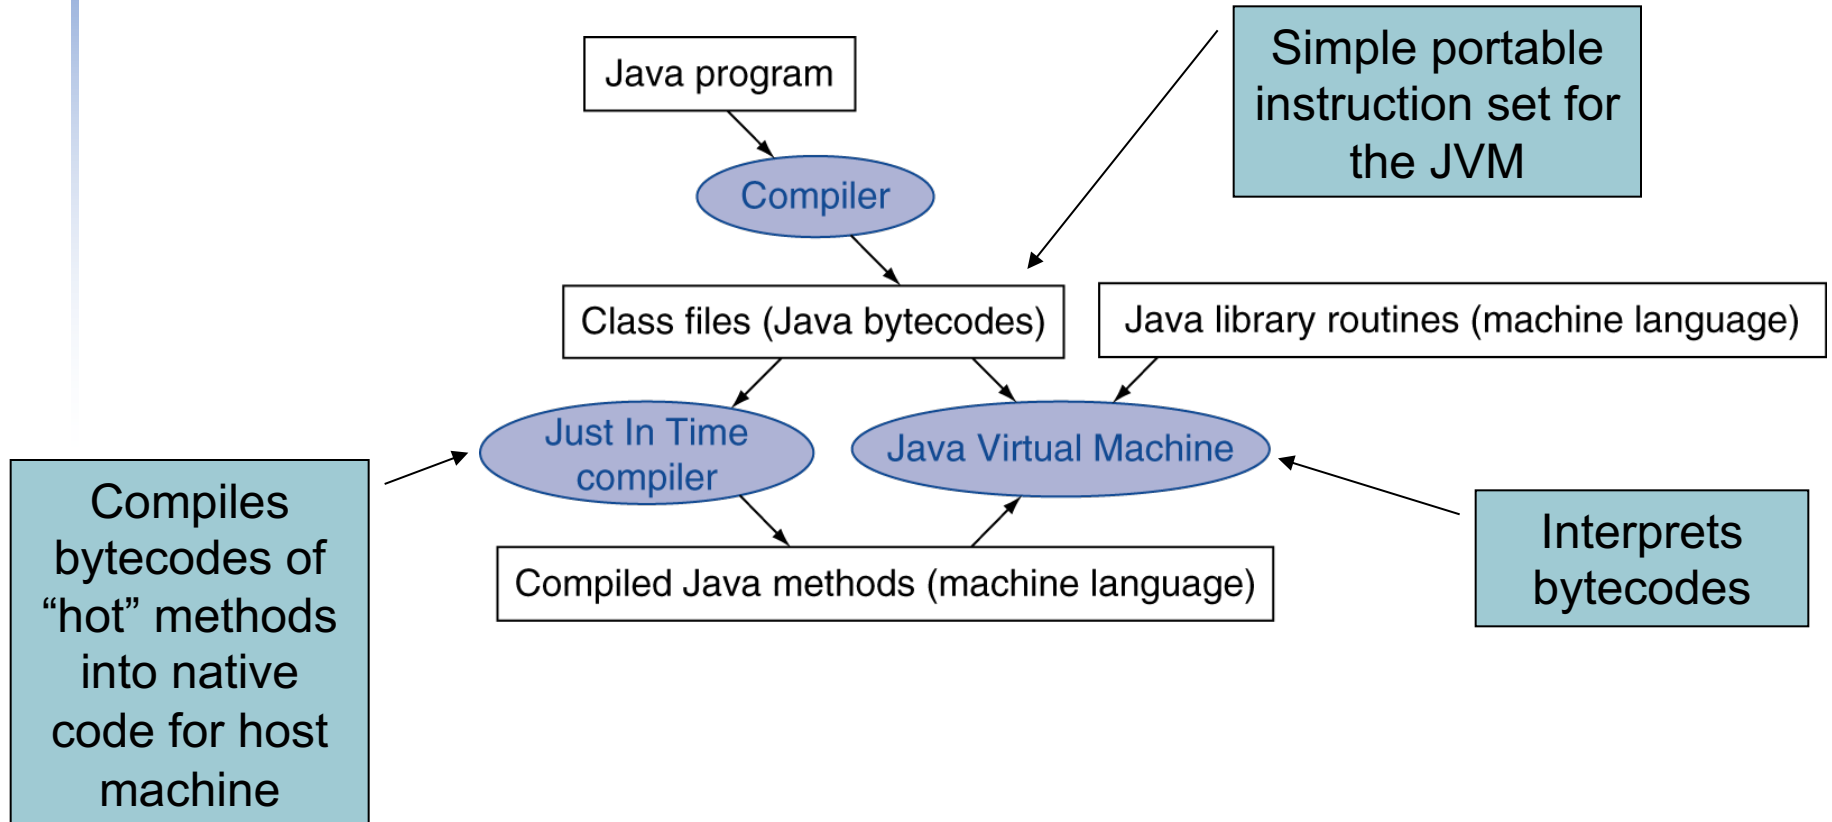 Java program
Simple portable
instruction set for
the JVM
Compiler
Class files (Java bytecodes)
Java library routines (machine language)
Just In Time
compiler
Java Virtual Machine
Compiles
bytecodes of
“hot” methods
into native
code for host
machine
Interprets
bytecodes
Compiled Java methods (machine language)